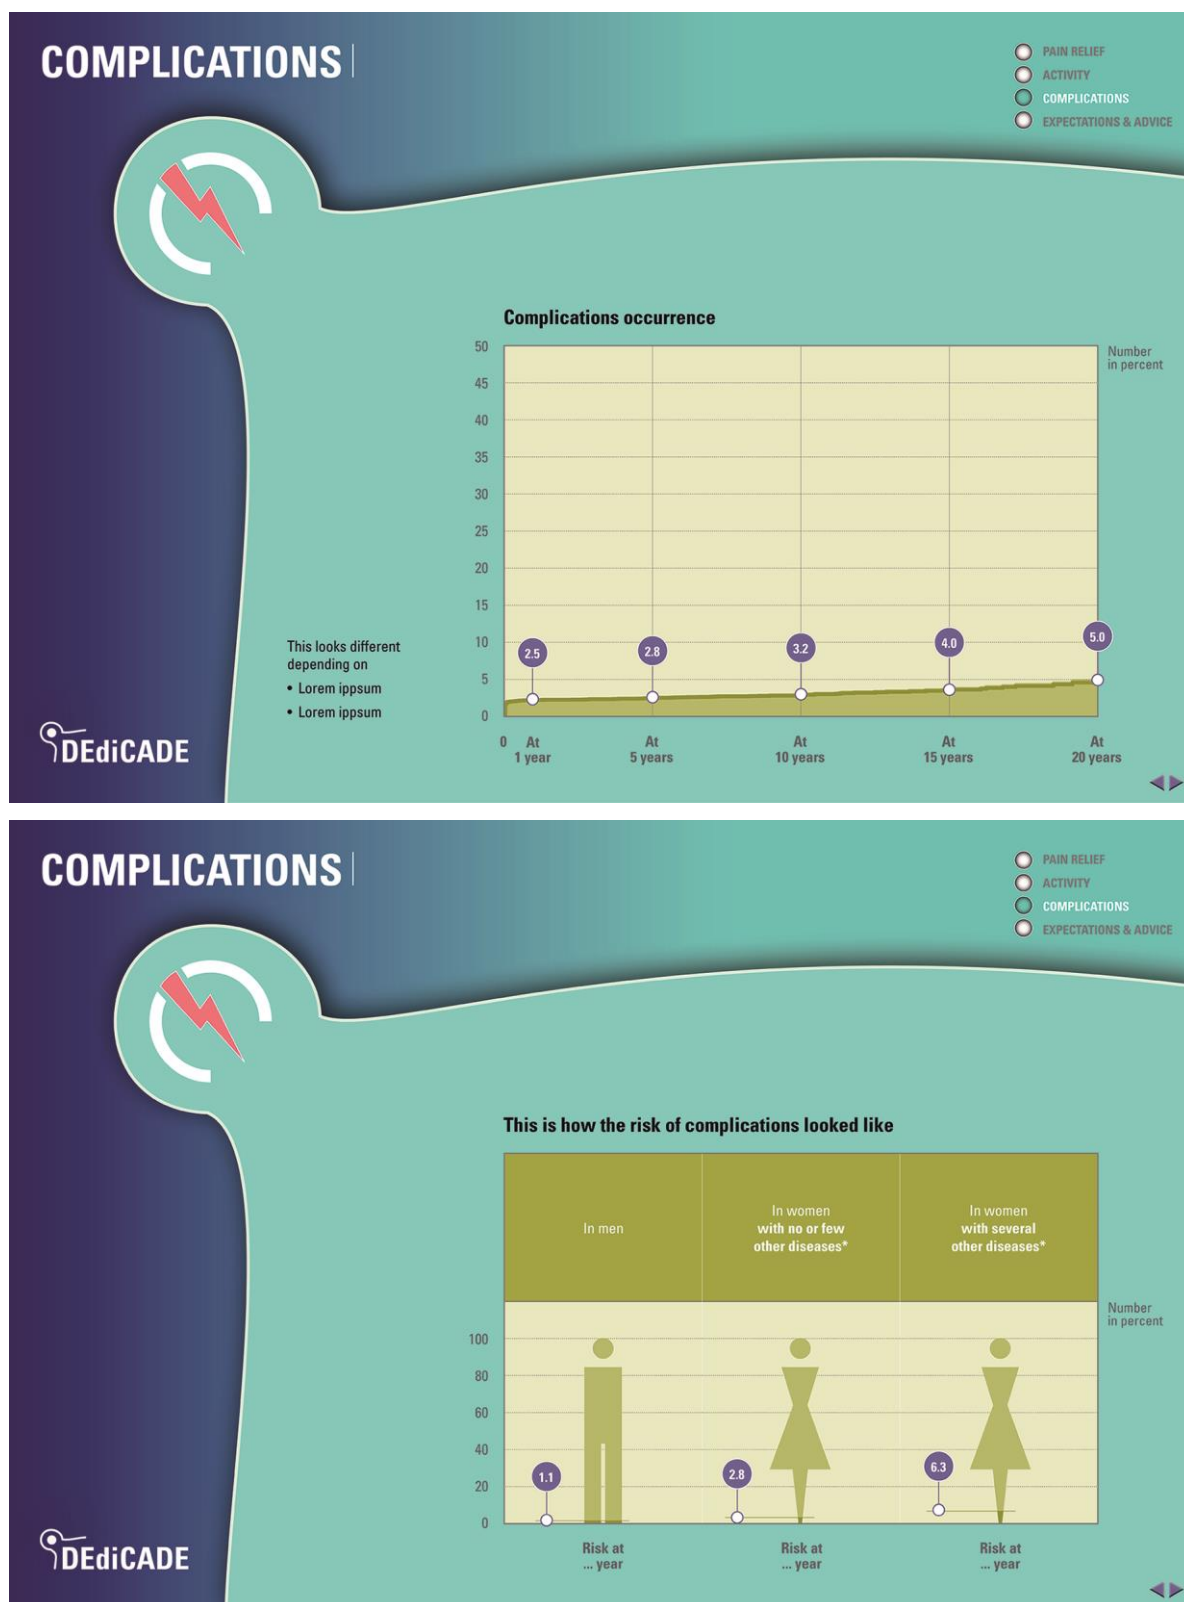 COMPLICATIONS
PAIN RELIEF
ACTIVITY
COMPLICATIONS
EXPECTATIONS & ADVICE
Complications occurrence
Number
in percent
50
45
40
35
30
25
20
15
10
5
0
2.5
2.8
3.2
4.0
5.0
0
At
1 year
At
5 years
At
10 years
At
15 years
At
20 years
This looks different
depending on
• Lorem ippsum
• Lorem ippsum
DEdiCADE
COMPLICATIONS
PAIN RELIEF
ACTIVITY
COMPLICATIONS
EXPECTATIONS & ADVICE
This is how the risk of complications looked like
In men
In women
with no or few
other diseases*
In women
with several
other diseases*
Number
in percent
100
80
60
40
20
0
1.1
2.8
6.3
Risk at
... year
Risk at
... year
Risk at
... year
DEdiCADE